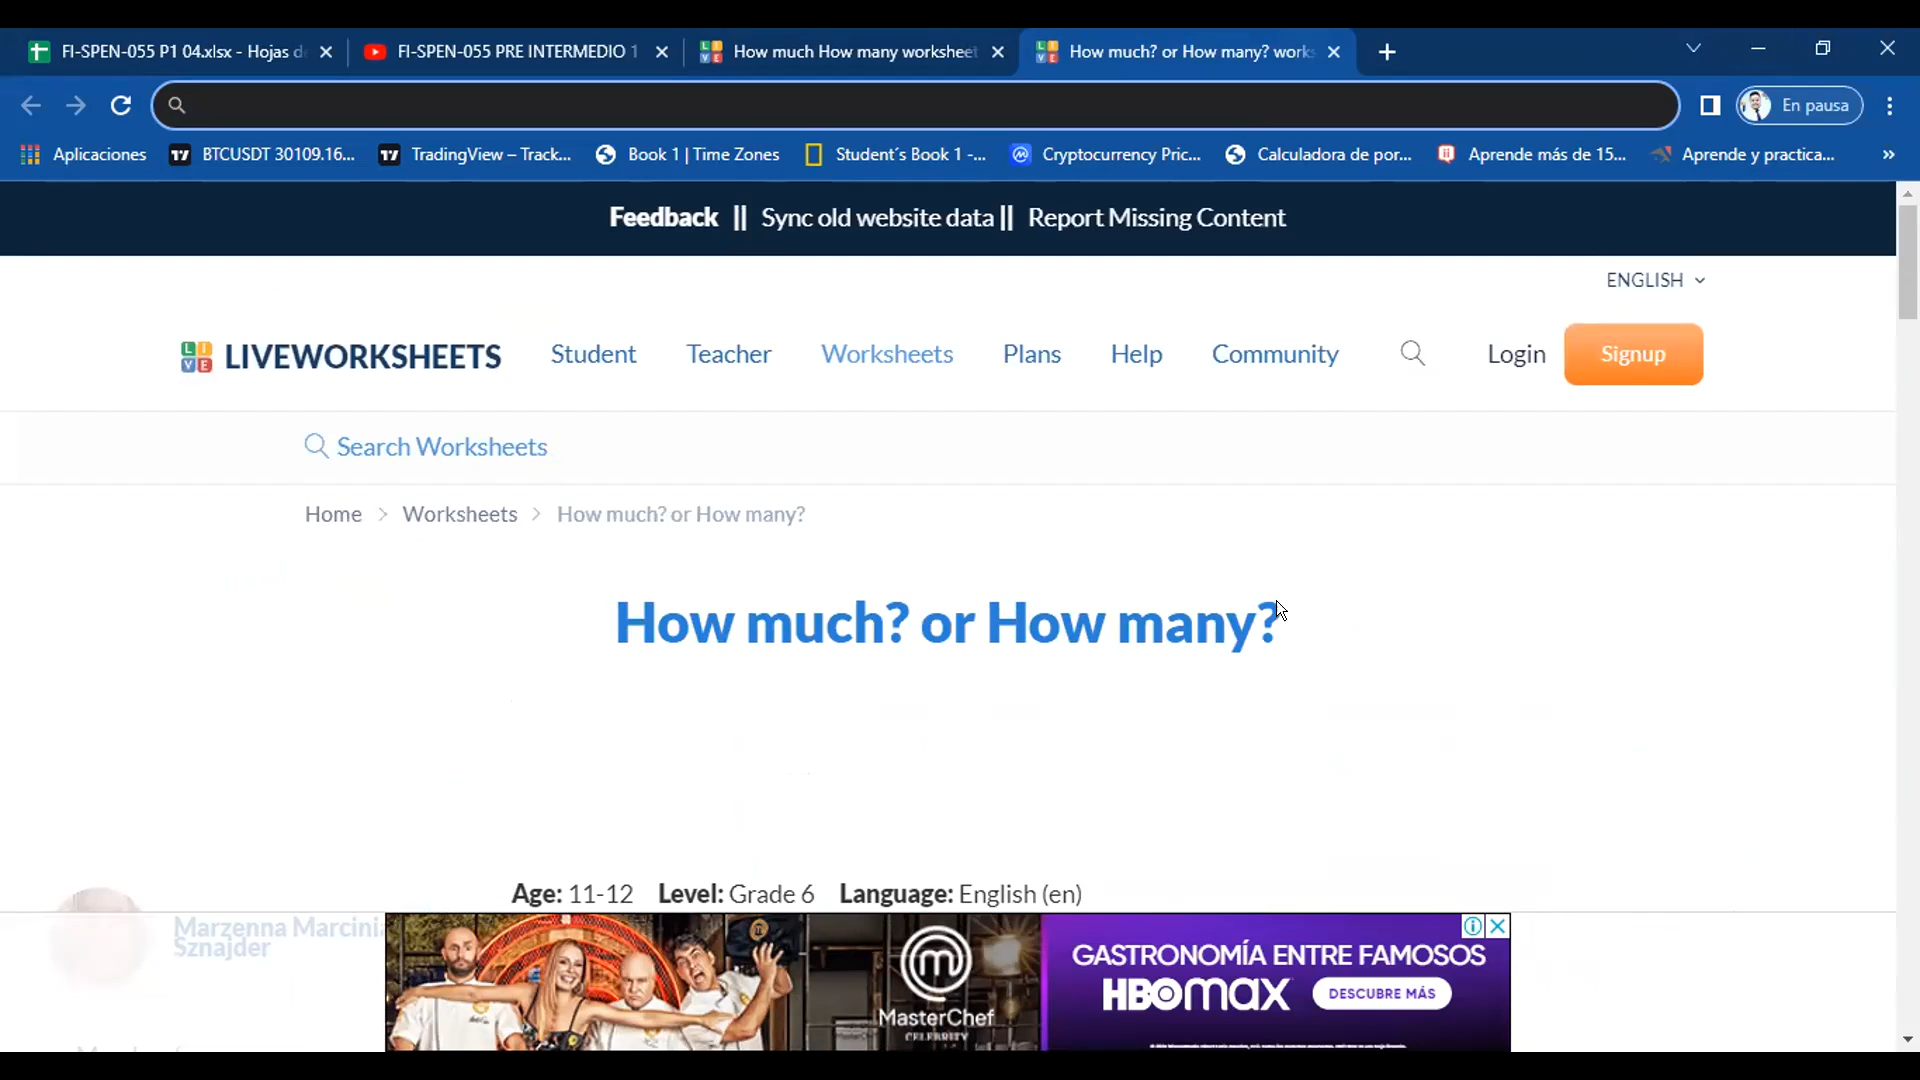 FI-SPEN-055 P1 04.xlsx - Hojas de
FI-SPEN-055 PRE INTERMEDIO 1
How much How many worksheet
How much? or How many? works
En pausa
Aplicaciones
BTCUSDT 30109.16...
TradingView – Track...
Book 1 | Time Zones
Student´s Book 1 -...
Cryptocurrency Pric...
Calculadora de por...
Aprende más de 15...
Aprende y practica...
»
Feedback || Sync old website data || Report Missing Content
ENGLISH
LIVE
LIVEWORKSHEETS
Student
Teacher
Worksheets
Plans
Help
Community
Login
Signup
Search Worksheets
Home > Worksheets > How much? or How many?
How much? or How many?
Age: 11-12 Level: Grade 6 Language: English (en)
Marzenna Marcinia
Sznajder
MasterChef
CELEBRITY
GASTRONOMÍA ENTRE FAMOSOS
HBOMAX
DESCUBRE MÁS